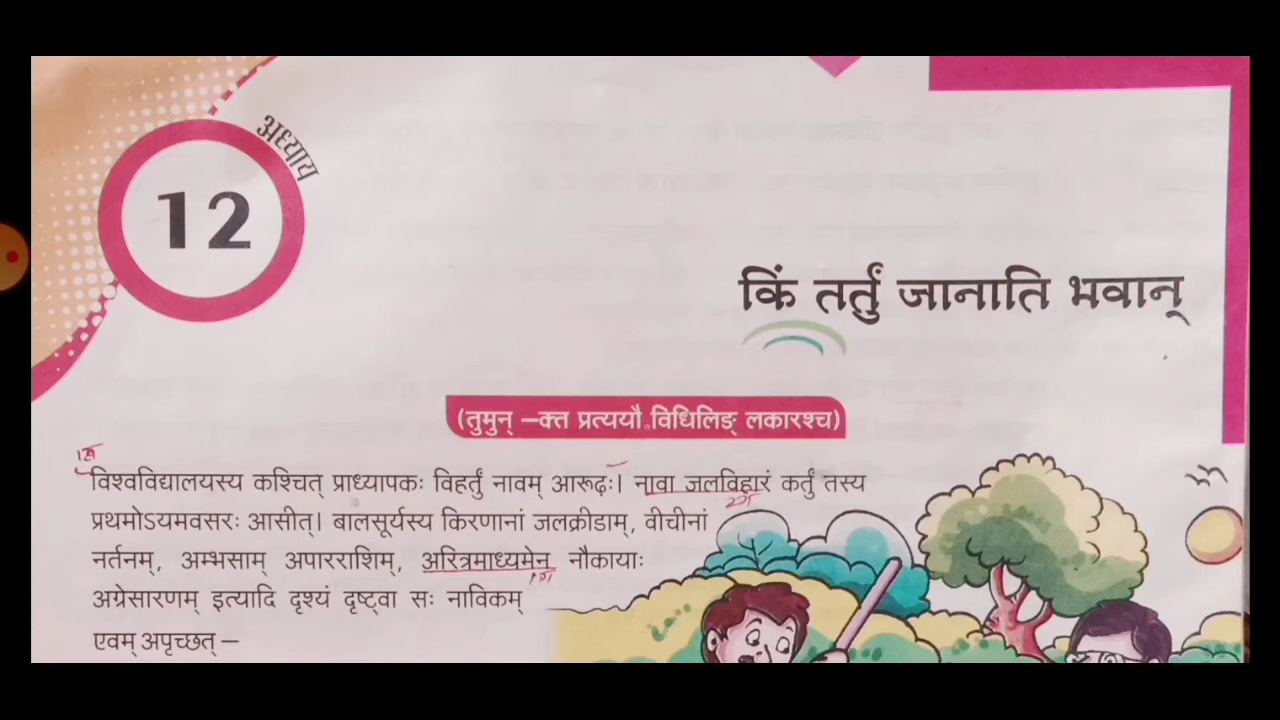 अध्याय
12
किं तर्तुं जानाति भवान्
(तुमुन् –क्त प्रत्ययौ विधिलिङ् लकारश्च)
विश्वविद्यालयस्य कश्चित् प्राध्यापकः विहर्तुं नावम् आरूढ़ः। नावा जलविहारं कर्तुं तस्य
प्रथमोऽयमवसरः आसीत्। बालसूर्यस्य किरणानां जलक्रीडाम्, वीचीनां
नर्तनम्, अम्भसाम् अपारराशिम्, अरित्रमाध्यमेन नौकायाः
अग्रेसारणम् इत्यादि दृश्यं दृष्ट्वा सः नाविकम्
एवम् अपृच्छत् –